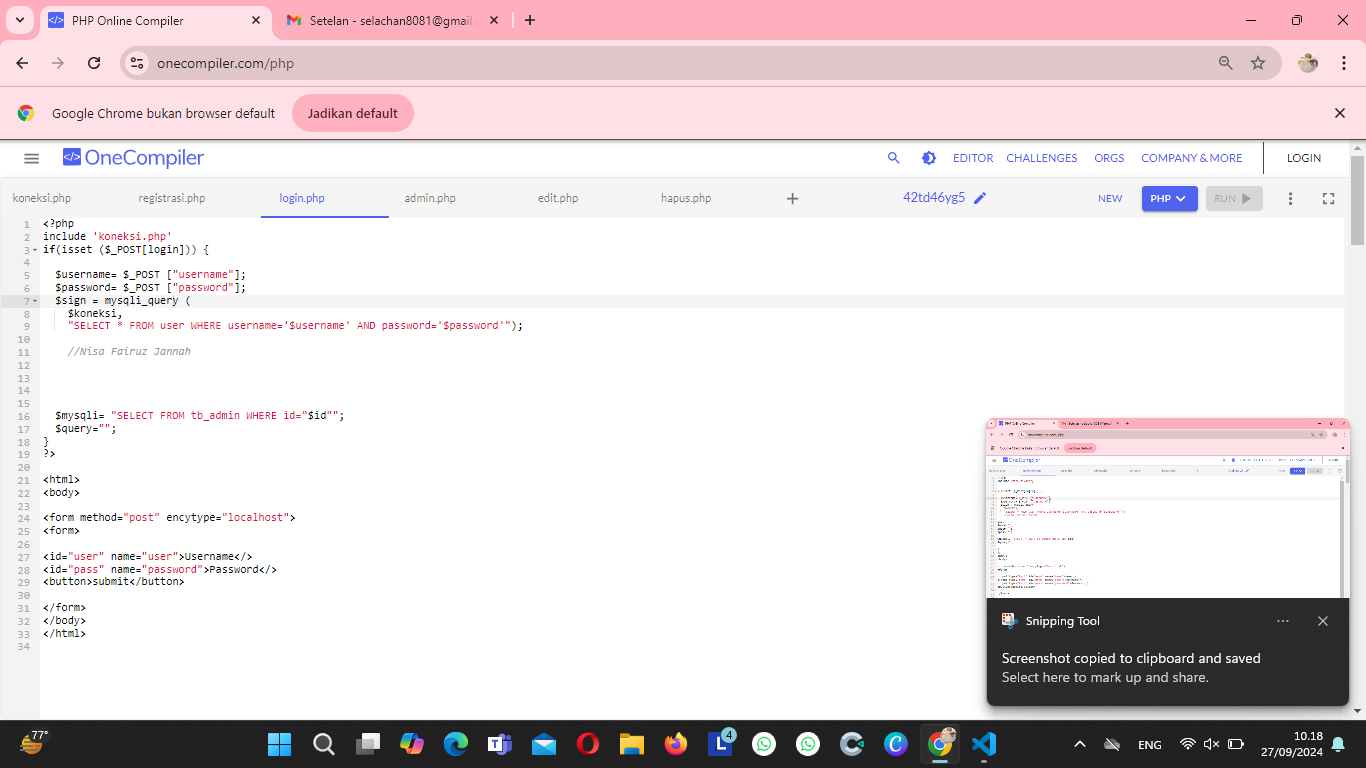 PHP Online Compiler
Setelan - selachan8081@gmail.
onecompiler.com/php
Google Chrome bukan browser default
Jadikan default
OneCompiler
EDITOR
CHALLENGES
ORGS
COMPANY & MORE
LOGIN
koneksi.php
registrasi.php
login.php
admin.php
edit.php
hapus.php
42td46yg5
NEW
PHP
RUN
1 <?php
2 include 'koneksi.php'
3 if(isset ($_POST[login])) {
4
5 $username= $_POST ["username"];
6 $password= $_POST ["password"];
7 $sign = mysqli_query (
8 $koneksi,
9 "SELECT * FROM user WHERE username='$username' AND password='$password'");
10
11 //Nisa Fairuz Jannah
12
13
14
15
16 $mysqli= "SELECT FROM tb_admin WHERE id="$id"";
17 $query="";
18 }
19 ?>
20
21 <html>
22 <body>
23
24 <form method="post" encytype="localhost">
25 <form>
26
27 <id="user" name="user">Username</>
28 <id="pass" name="password">Password</>
29 <button>submit</button>
30
31 </form>
32 </body>
33 </html>
34
Snipping Tool
Screenshot copied to clipboard and saved
Select here to mark up and share.
77°
4
ENG
10.18
27/09/2024